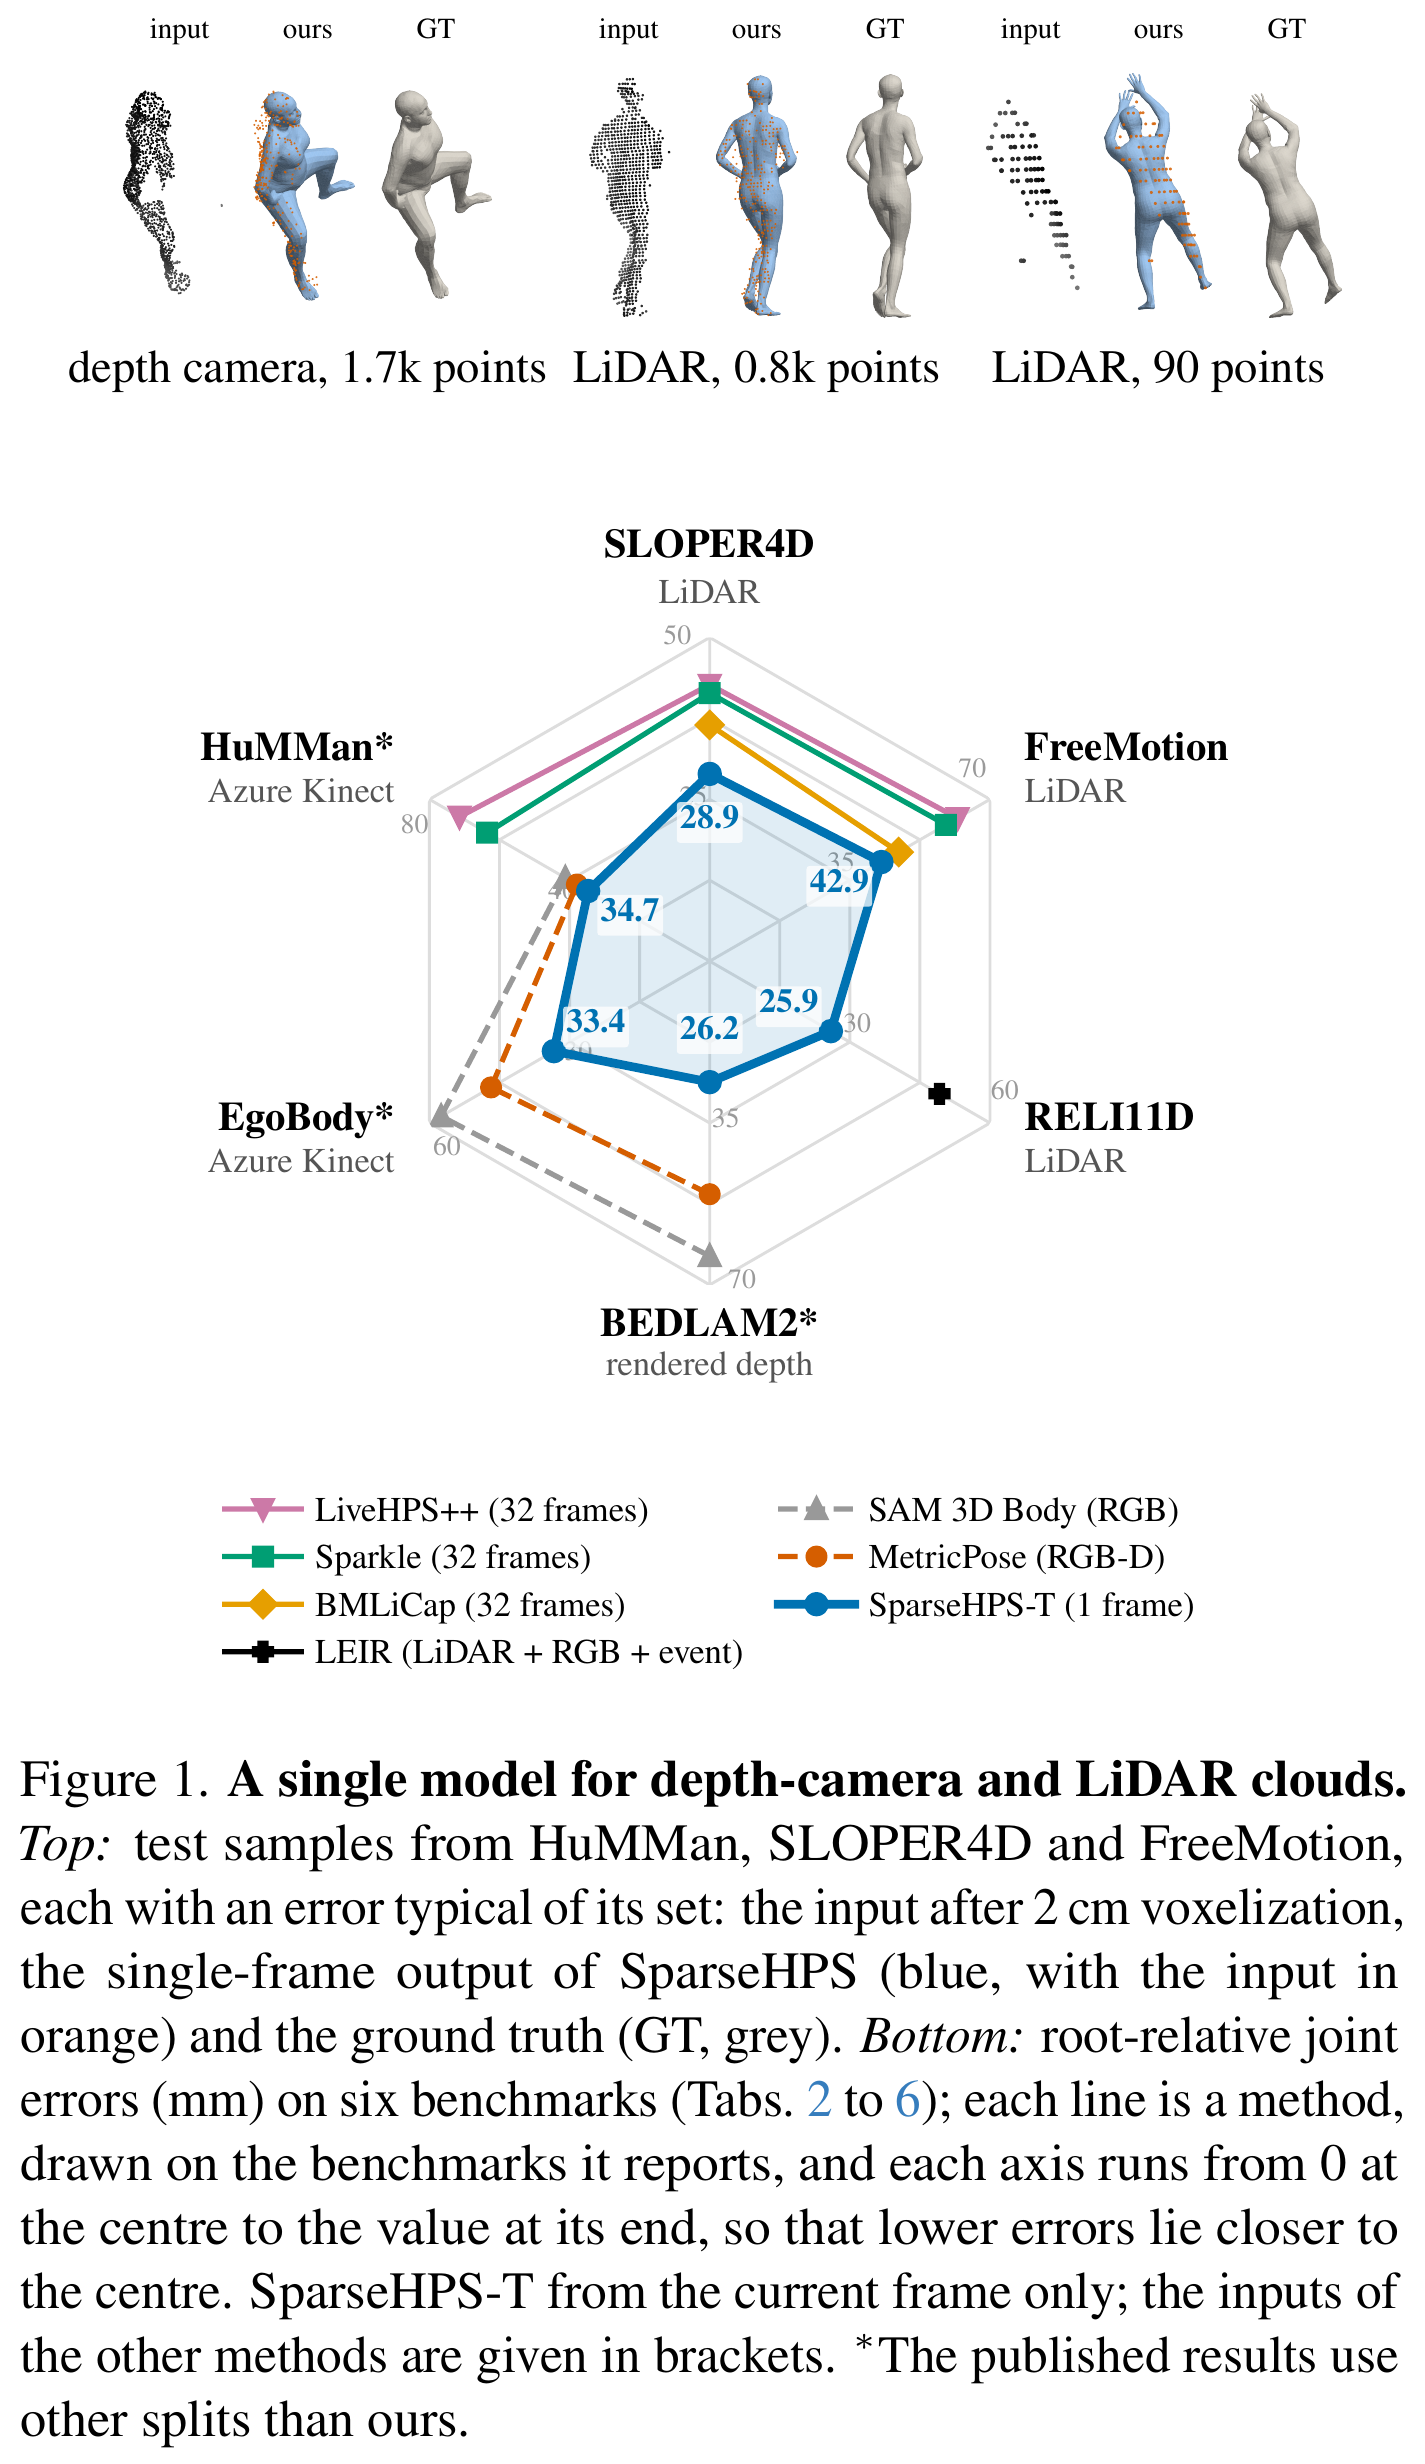 input ours GT input ours GT input ours GT
depth camera, 1.7k points LiDAR, 0.8k points LiDAR, 90 points
SLOPER4D
LiDAR
50
HuMMan*
Azure Kinect
80
FreeMotion
LiDAR
70
28.9
35
42.9
34.7
25.9
30
33.4
26.2
35
60
RELI11D
LiDAR
EgoBody*
Azure Kinect
60
70
BEDLAM2*
rendered depth
LiveHPS++ (32 frames)
Sparkle (32 frames)
BMLiCap (32 frames)
LEIR (LiDAR + RGB + event)
SAM 3D Body (RGB)
MetricPose (RGB-D)
SparseHPS-T (1 frame)
Figure 1. A single model for depth-camera and LiDAR clouds.
Top: test samples from HuMMan, SLOPER4D and FreeMotion,
each with an error typical of its set: the input after 2 cm voxelization,
the single-frame output of SparseHPS (blue, with the input in
orange) and the ground truth (GT, grey). Bottom: root-relative joint
errors (mm) on six benchmarks (Tabs. 2 to 6); each line is a method,
drawn on the benchmarks it reports, and each axis runs from 0 at
the centre to the value at its end, so that lower errors lie closer to
the centre. SparseHPS-T from the current frame only; the inputs of
the other methods are given in brackets. *The published results use
other splits than ours.